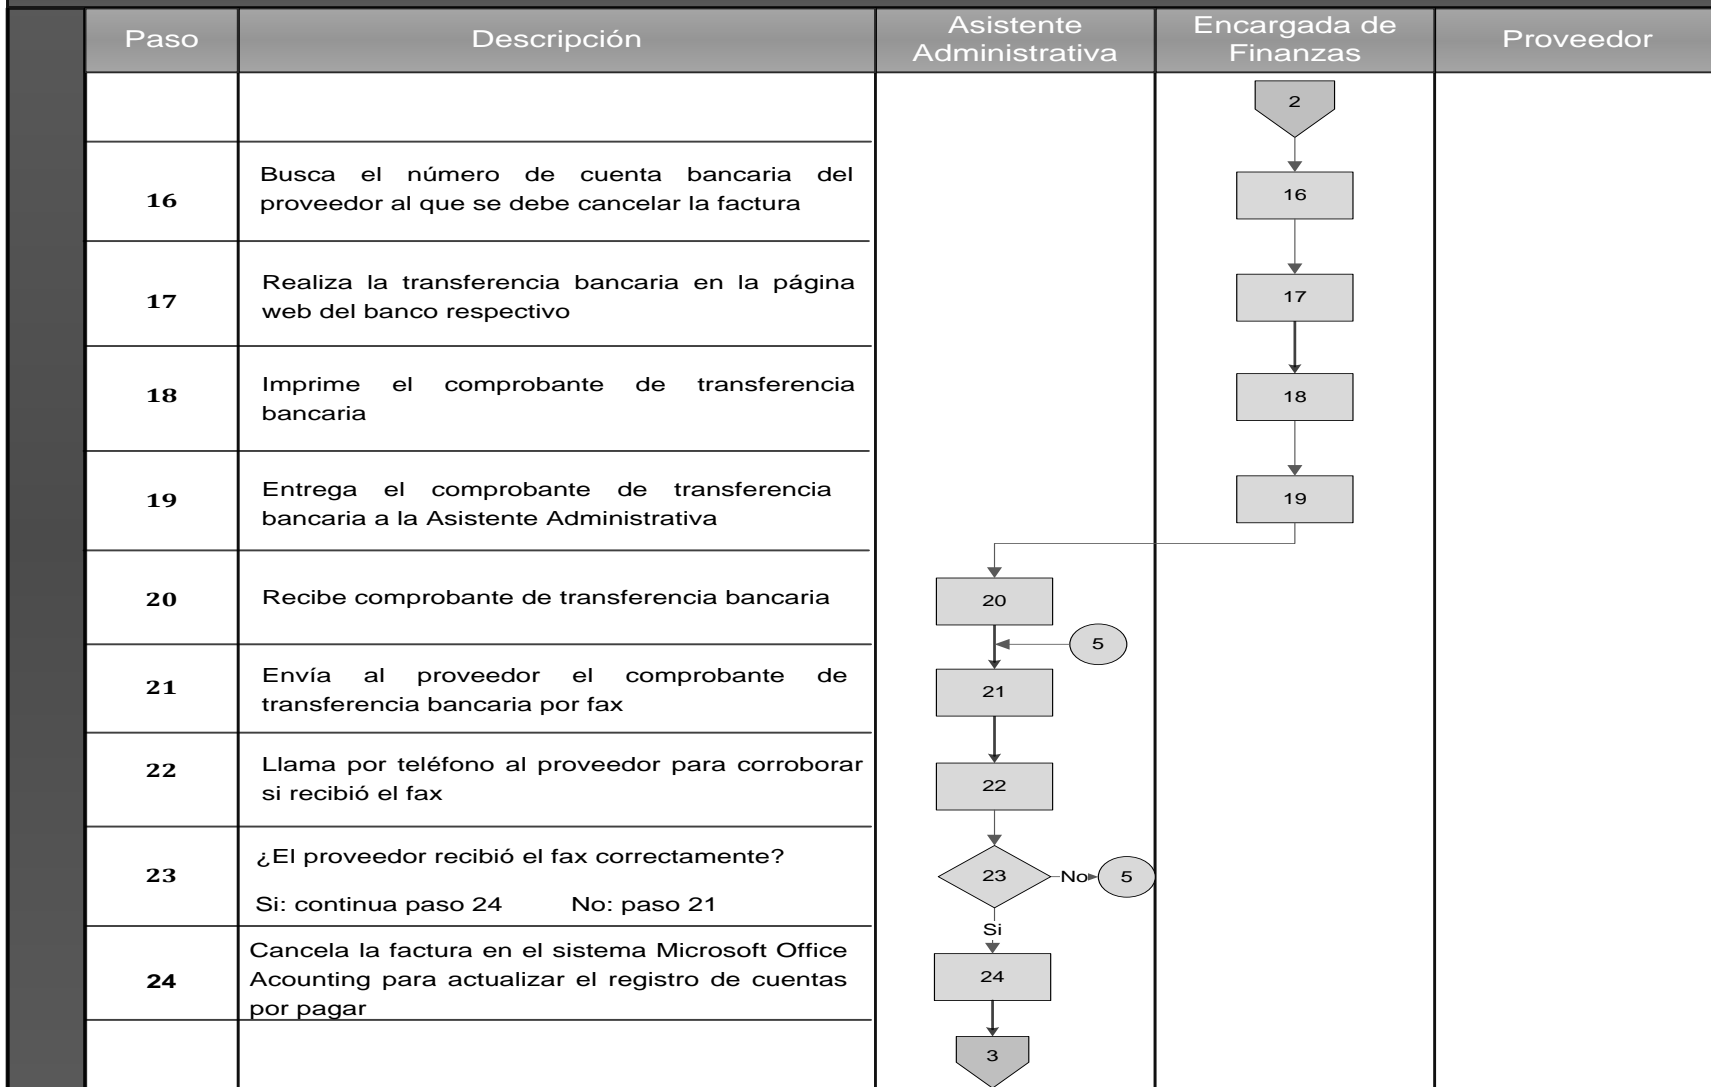 Paso
Descripción
Asistente
Administrativa
Encargada de
Finanzas
Proveedor
2
16
Busca el número de cuenta bancaria del
proveedor al que se debe cancelar la factura
16
17
Realiza la transferencia bancaria en la página
web del banco respectivo
17
18
Imprime el comprobante de transferencia
bancaria
18
19
Entrega el comprobante de transferencia
bancaria a la Asistente Administrativa
19
20
Recibe comprobante de transferencia bancaria
20
5
21
Envía al proveedor el comprobante de
transferencia bancaria por fax
21
22
Llama por teléfono al proveedor para corroborar
si recibió el fax
22
23
¿El proveedor recibió el fax correctamente?
Si: continua paso 24 No: paso 21
23
No
5
Si
24
Cancela la factura en el sistema Microsoft Office
Acounting para actualizar el registro de cuentas
por pagar
24
3